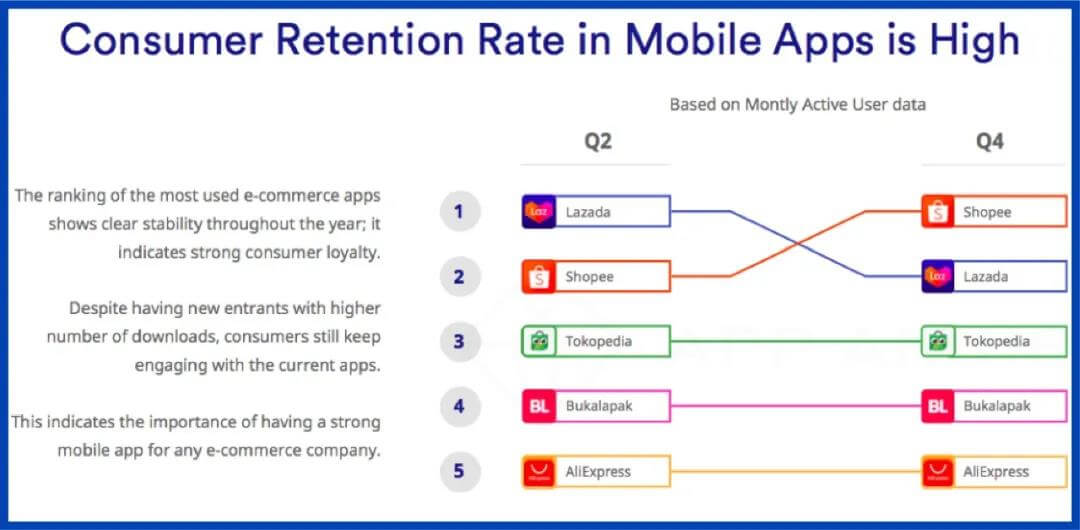 Consumer Retention Rate in Mobile Apps is High
Based on Montly Active User data
Q2
Q4
The ranking of the most used e-commerce apps
shows clear stability throughout the year; it
indicates strong consumer loyalty.
Despite having new entrants with higher
number of downloads, consumers still keep
engaging with the current apps.
This indicates the importance of having a strong
mobile app for any e-commerce company.
1
Laz
Lazada
S
Shopee
2
S
Shopee
Laz
Lazada
3
Tokopedia
Tokopedia
4
BL
Bukalapak
BL
Bukalapak
5
AliExpress
AliExpress
AliExpress
AliExpress